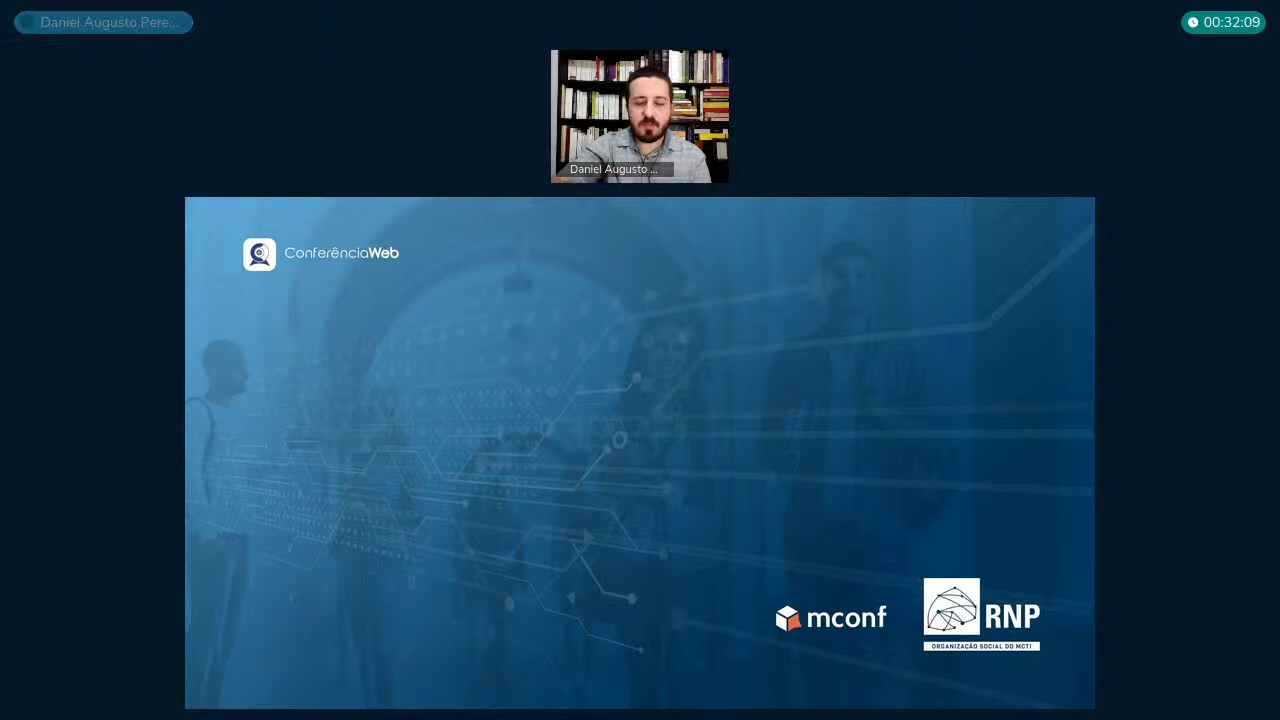 Daniel Augusto Pere...
00:32:09
Daniel Augusto ...
ConferênciaWeb
mconf
RNP
ORGANIZAÇÃO SOCIAL DO MCTI